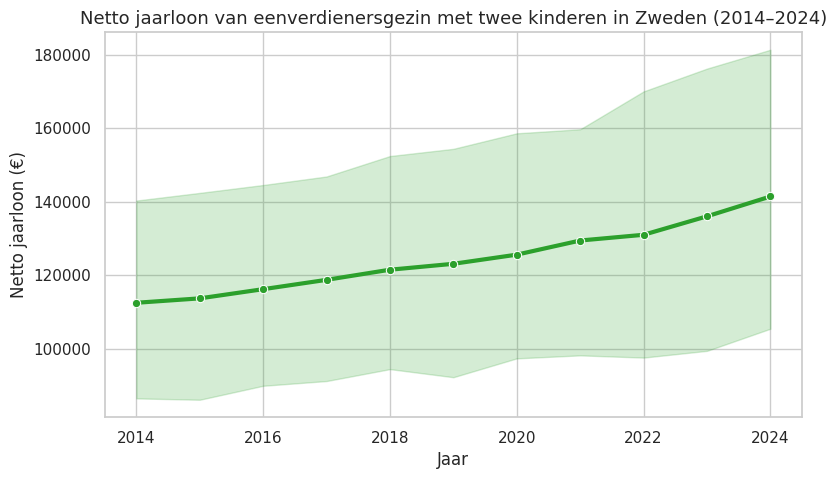 Netto jaarloon van eenverdienersgezin met twee kinderen in Zweden (2014–2024)
Netto jaarloon (€)
180000
160000
140000
120000
100000
2014 2016 2018 2020 2022 2024
Jaar